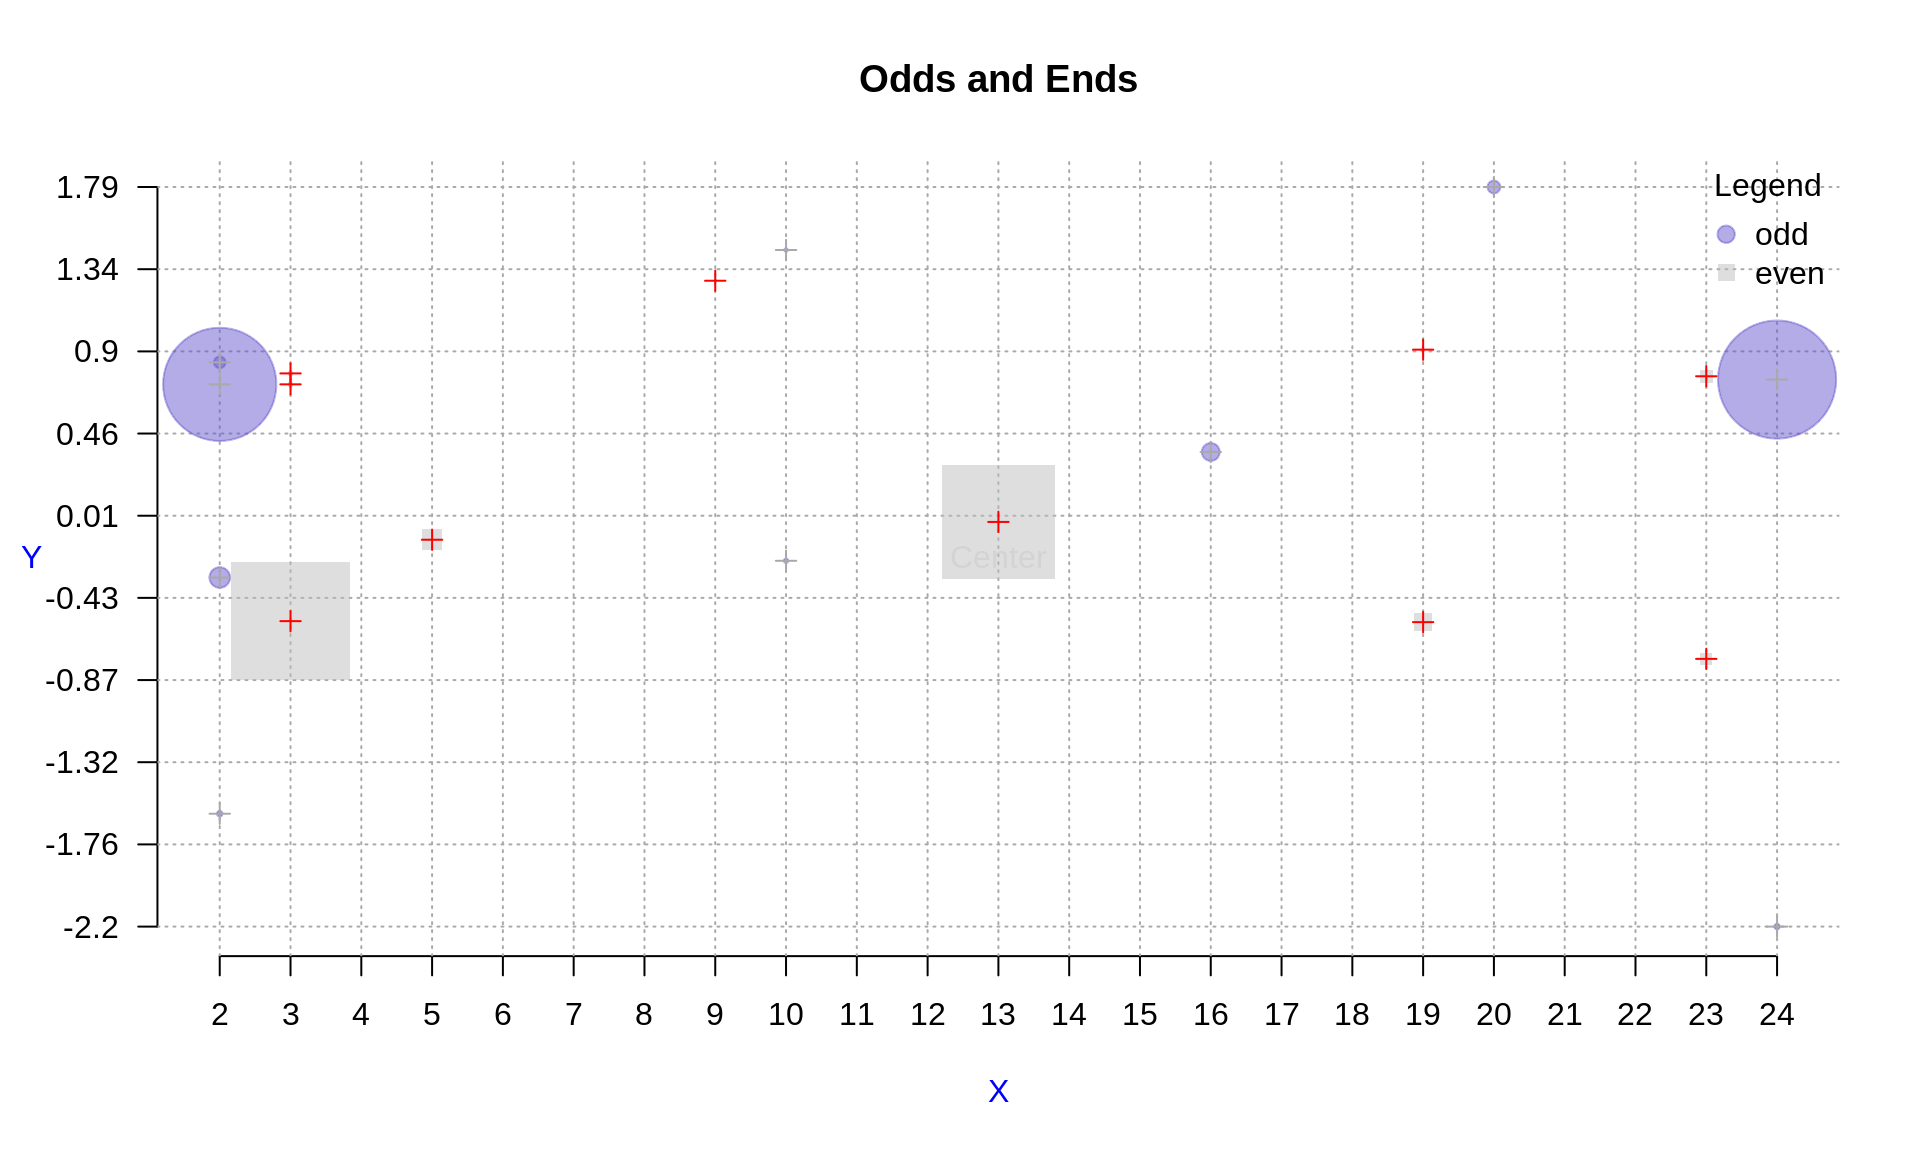 Odds and Ends
1.79
1.34
0.9
0.46
0.01
-0.43
-0.87
-1.32
-1.76
-2.2
Y
Legend
odd
even
Center
2 3 4 5 6 7 8 9 10 11 12 13 14 15 16 17 18 19 20 21 22 23 24
X